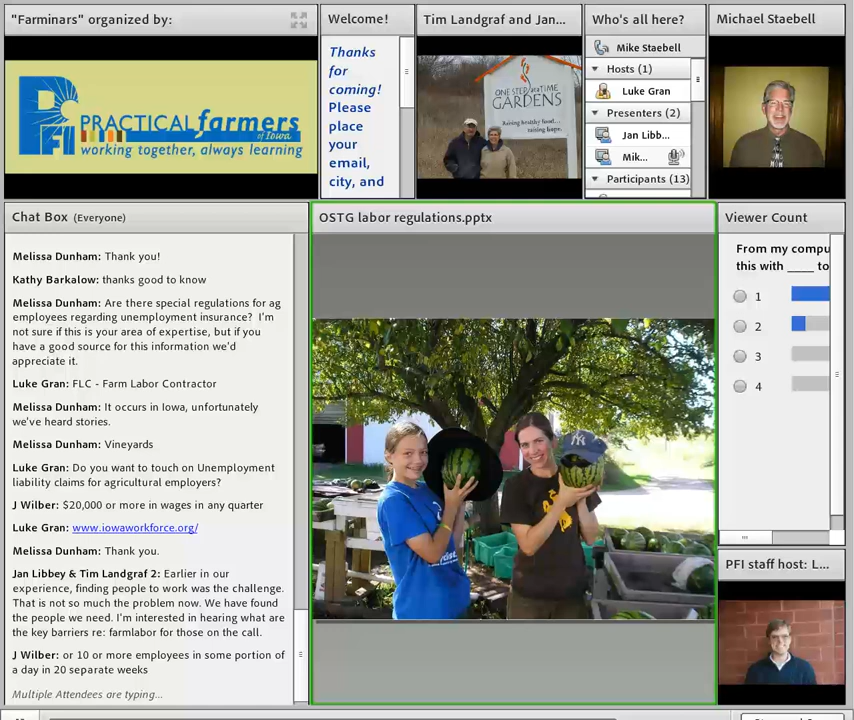 "Farminars" organized by:
PFI PRACTICAL farmers
of Iowa
working together, always learning
Welcome!
Thanks
for
coming!
Please
place
your
email,
city, and
Tim Landgraf and Jan...
ONE STEP at a TIME
GARDENS
Raising healthy food...
raising hope.
Who's all here?
Mike Staebell
Hosts (1)
Luke Gran
Presenters (2)
Jan Libb...
Mik...
Participants (13)
Michael Staebell
Chat Box (Everyone)
Melissa Dunham: Thank you!
Kathy Barkalow: thanks good to know
Melissa Dunham: Are there special regulations for ag
employees regarding unemployment insurance? I'm
not sure if this is your area of expertise, but if you
have a good source for this information we'd
appreciate it.
Luke Gran: FLC - Farm Labor Contractor
Melissa Dunham: It occurs in Iowa, unfortunately
we've heard stories.
Melissa Dunham: Vineyards
Luke Gran: Do you want to touch on Unemployment
liability claims for agricultural employers?
J Wilber: $20,000 or more in wages in any quarter
Luke Gran: www.iowaworkforce.org/
Melissa Dunham: Thank you.
Jan Libbey & Tim Landgraf 2: Earlier in our
experience, finding people to work was the challenge.
That is not so much the problem now. We have found
the people we need. I'm interested in hearing what are
the key barriers re: farmlabor for those on the call.
J Wilber: or 10 or more employees in some portion of
a day in 20 separate weeks
Multiple Attendees are typing...
OSTG labor regulations.pptx
Viewer Count
From my compu
this with ____ to
1
2
3
4
PFI staff host: L...